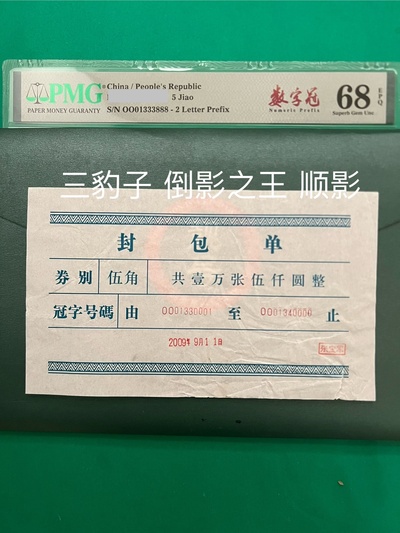 PMG
PAPER MONEY GUARANTY
China / People's Republic
5 Jiao
S/N OO01333888 - 2 Letter Prefix
数字冠
Numeric Prefix
68
EPQ
Superb Gem Unc
三豹子 倒影之王 顺影
封包单
券别 伍角 共壹万张伍仟圆整
冠字号碼 由 OO01330001 至 OO01340000 止
2009年9月11日